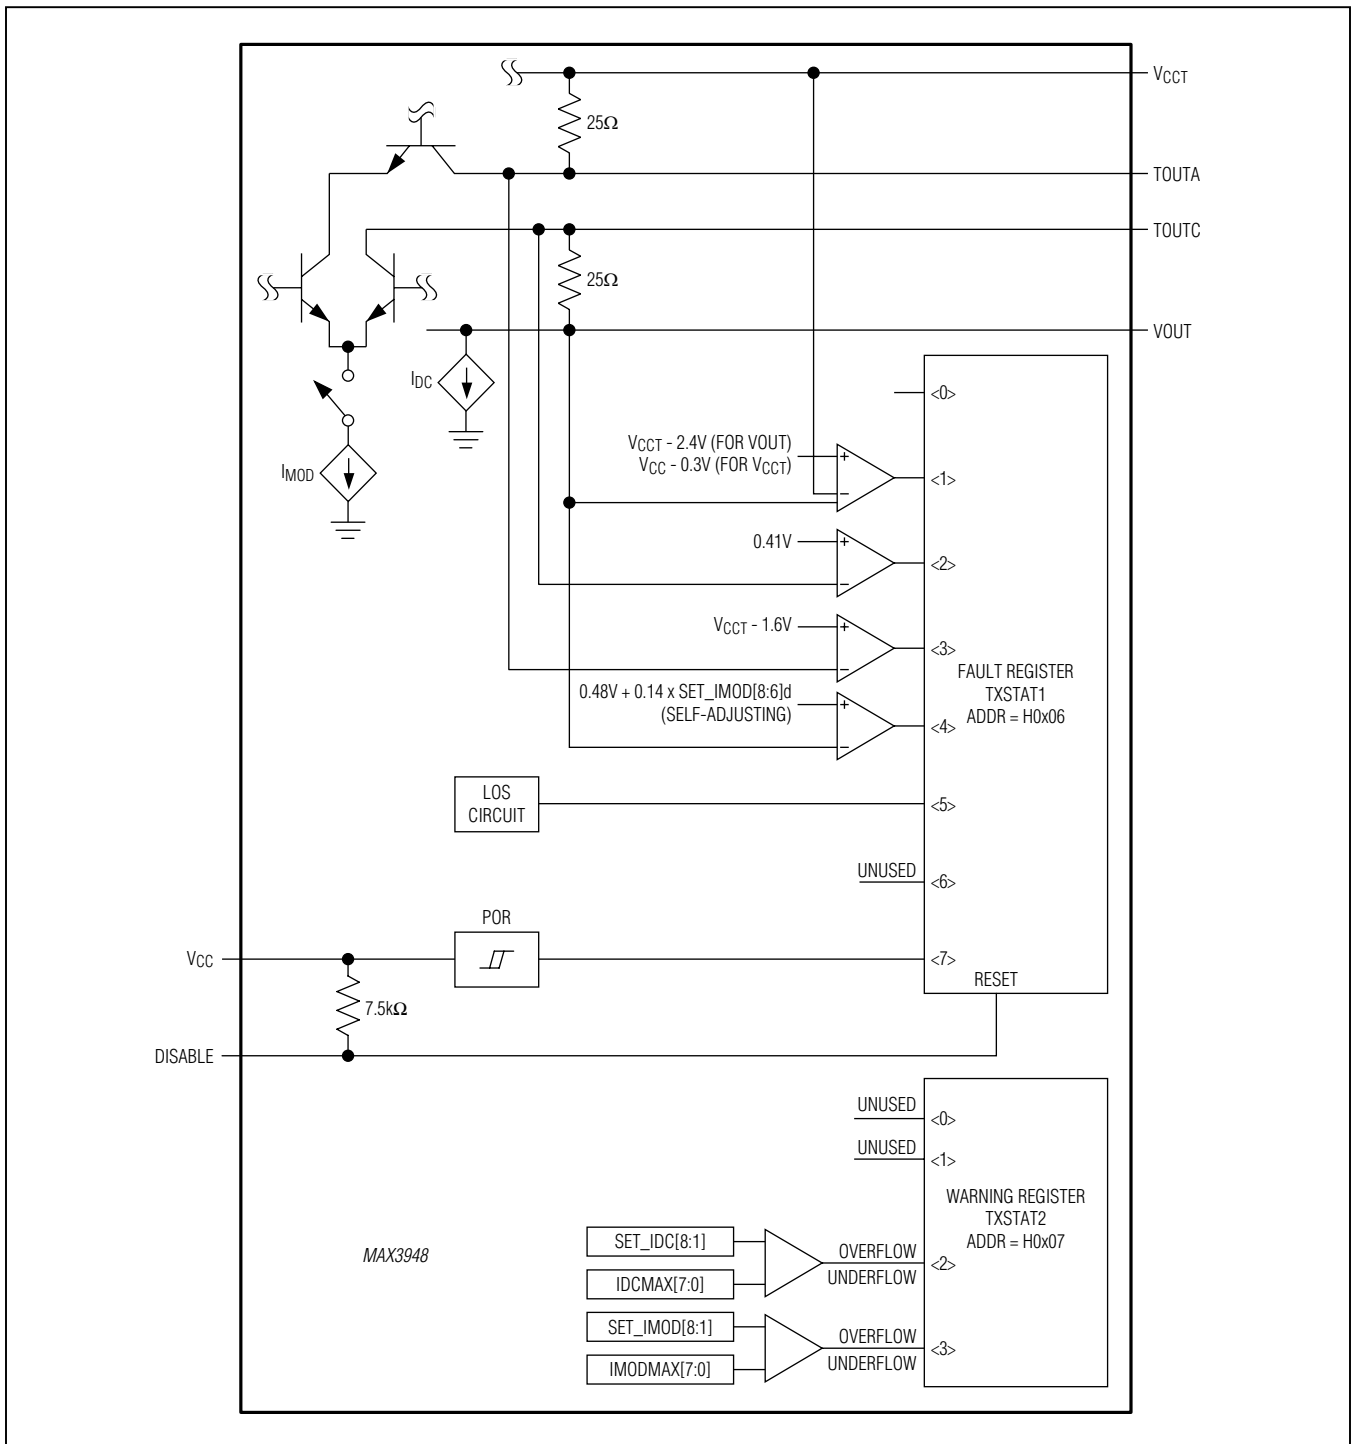 VCCT
25Ω
TOUTA
TOUTC
25Ω
VOUT
IDC
<0>
VCCT - 2.4V (FOR VOUT)
VCC - 0.3V (FOR VCCT)
+
−
<1>
IMOD
0.41V
+
−
<2>
VCCT - 1.6V
+
−
<3>
FAULT REGISTER
TXSTAT1
ADDR = H0x06
0.48V + 0.14 x SET_IMOD[8:6]d
(SELF-ADJUSTING)
+
−
<4>
LOS
CIRCUIT
<5>
UNUSED
<6>
POR
VCC
<7>
RESET
7.5kΩ
DISABLE
UNUSED
<0>
UNUSED
<1>
WARNING REGISTER
TXSTAT2
ADDR = H0x07
MAX3948
SET_IDC[8:1]
IDCMAX[7:0]
OVERFLOW
UNDERFLOW
<2>
SET_IMOD[8:1]
IMODMAX[7:0]
OVERFLOW
UNDERFLOW
<3>